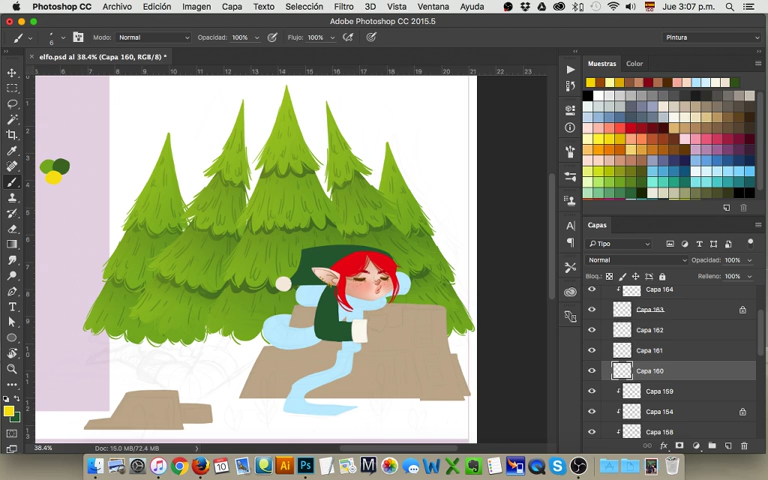 Photoshop CC Archivo Edición Imagen Capa Texto Selección Filtro 3D Vista Ventana Ayuda Jue 3:07 p.m.
Adobe Photoshop CC 2015.5
6 Modo: Normal Opacidad: 100% Flujo: 100% Pintura
elfo.psd al 38.4% (Capa 160, RGB/8) *
Muestras Color
Capas
Tipo
Normal Opacidad: 100%
Bloq.: Relleno: 100%
Capa 164
Capa 163
Capa 162
Capa 161
Capa 160
Capa 159
Capa 154
Capa 158
38.4% Doc: 15.0 MB/72.4 MB